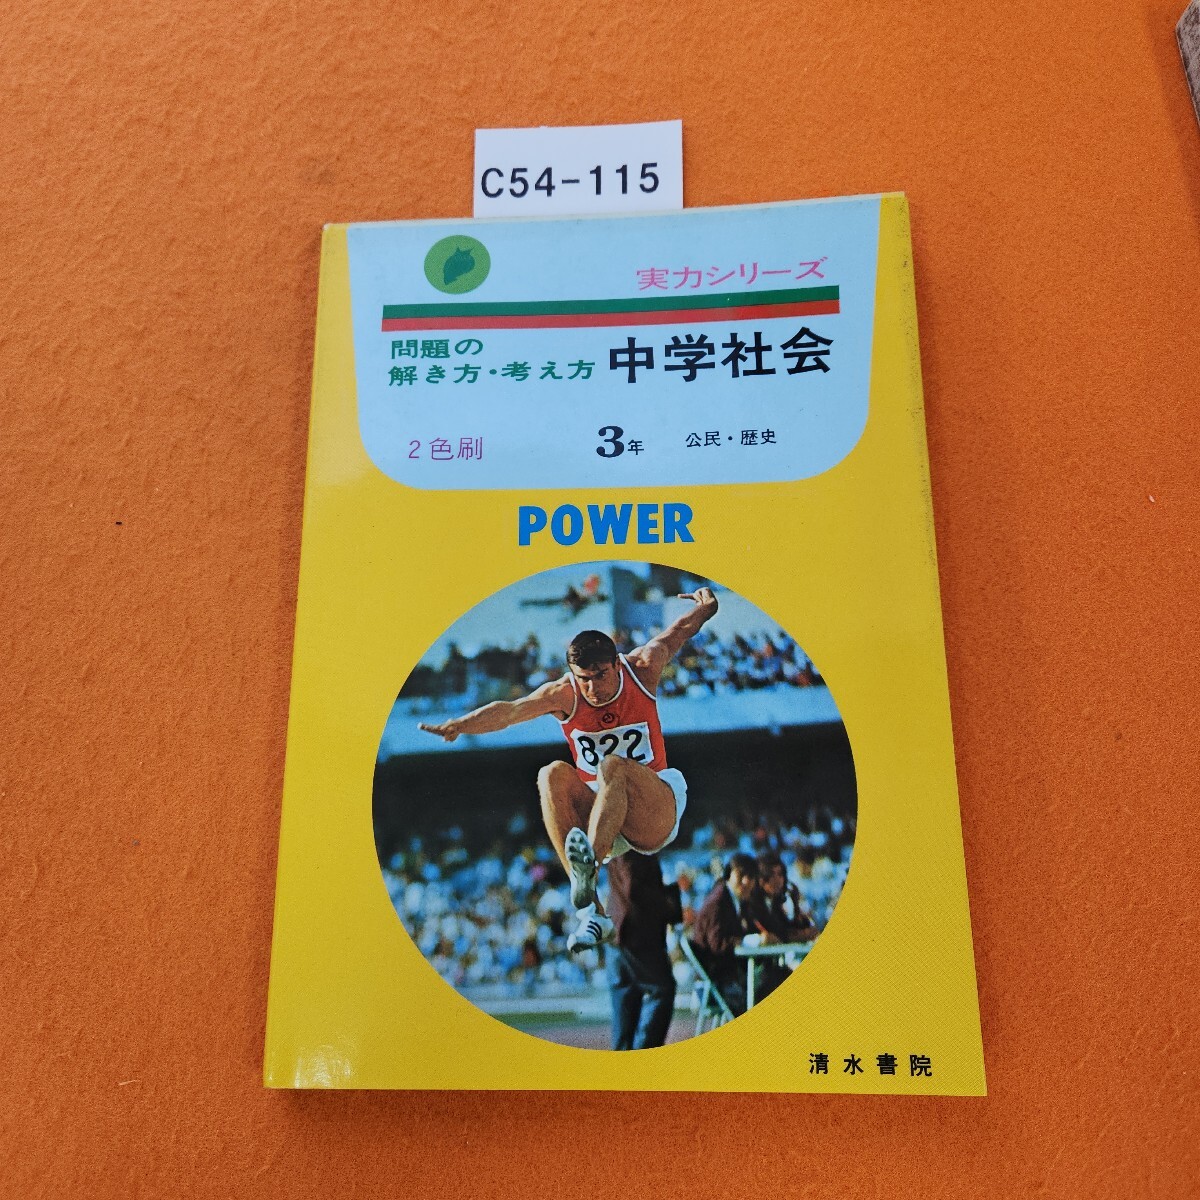 C54-115
実力シリーズ
問題の
解き方・考え方 中学社会
2色刷 3年 公民・歴史
POWER
822
清水書院